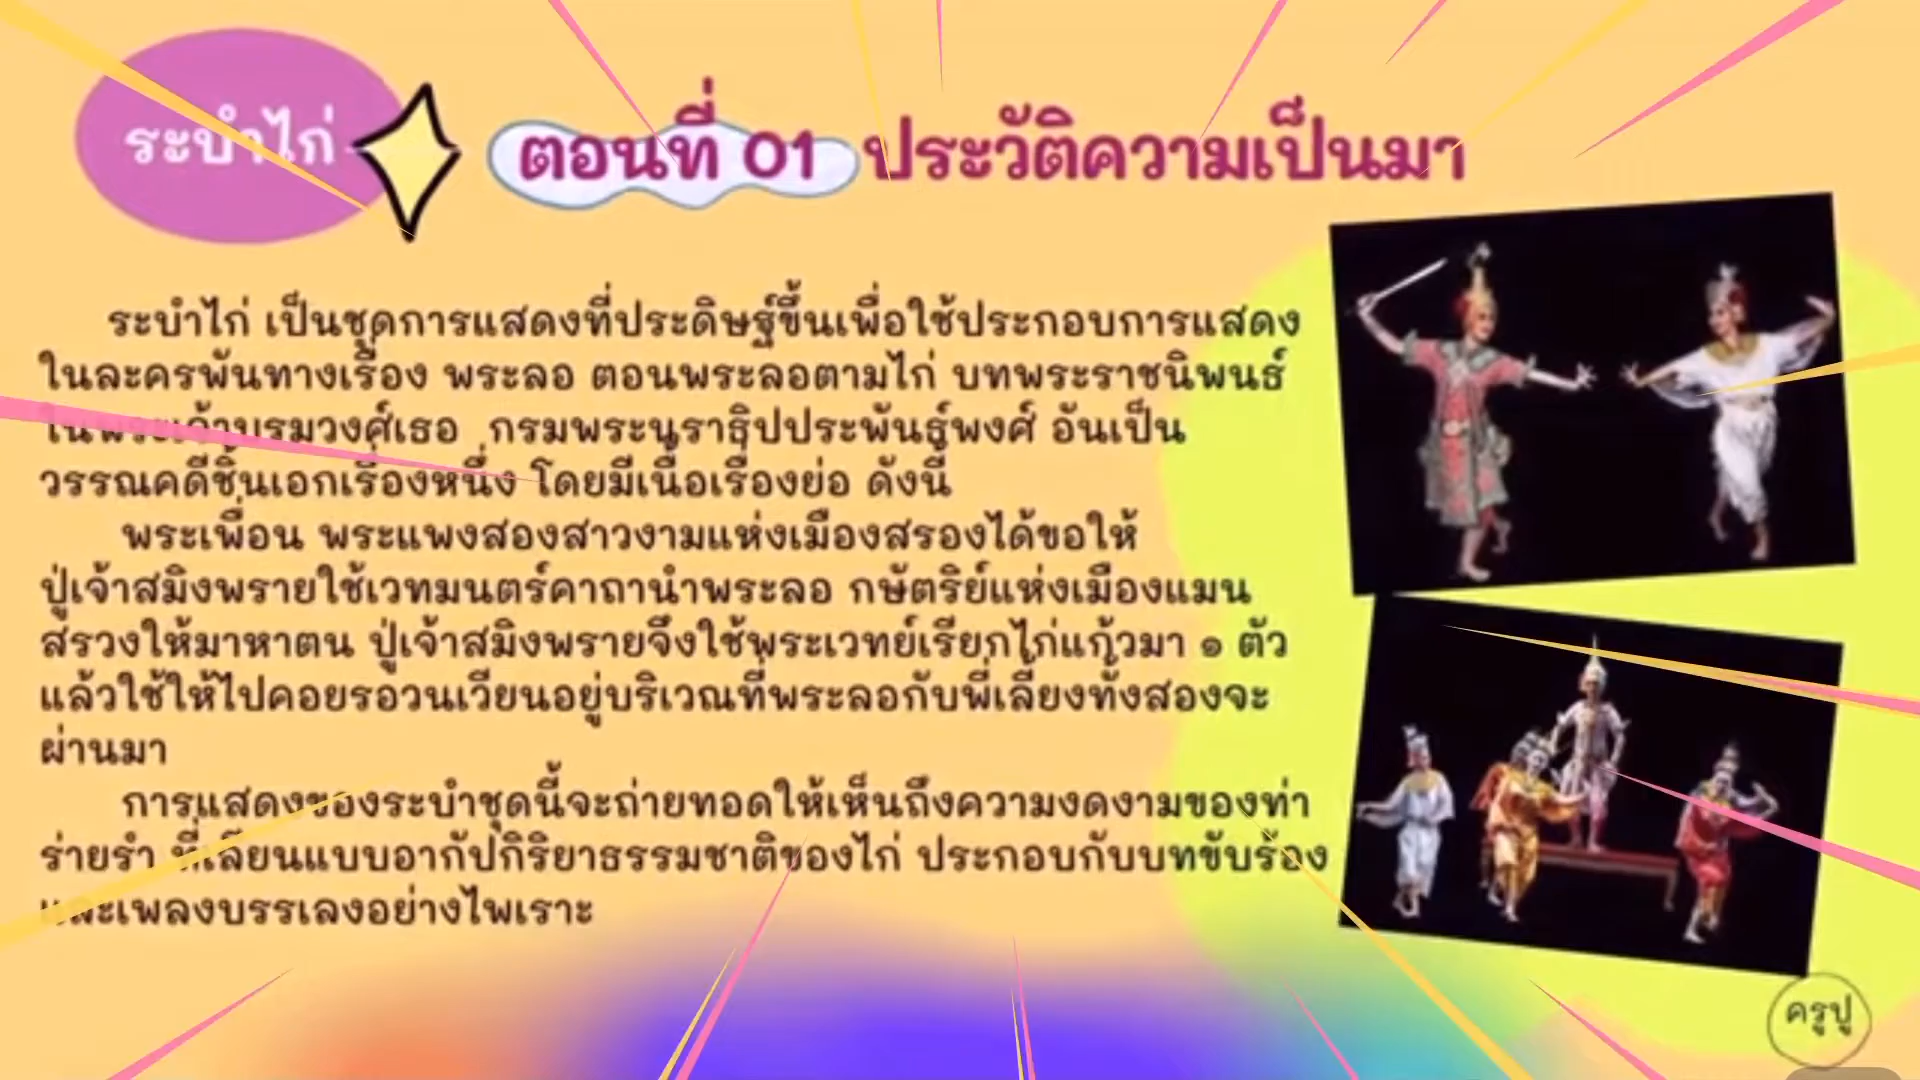 ระบำไก่
ตอนที่ 01 ประวัติความเป็นมา
ระบำไก่ เป็นชุดการแสดงที่ประดิษฐ์ขึ้นเพื่อใช้ประกอบการแสดง
ในละครพันทางเรื่อง พระลอ ตอนพระลอตามไก่ บทพระราชนิพนธ์
ในพระเจ้าบรมวงศ์เธอ กรมพระนราธิปประพันธ์พงศ์ อันเป็น
วรรณคดีชิ้นเอกเรื่องหนึ่ง โดยมีเนื้อเรื่องย่อ ดังนี้
พระเพื่อน พระแพงสองสาวงามแห่งเมืองสรองได้ขอให้
ปู่เจ้าสมิงพรายใช้เวทมนตร์คาถานำพระลอ กษัตริย์แห่งเมืองแมน
สรวงให้มาหาตน ปู่เจ้าสมิงพรายจึงใช้พระเวทย์เรียกไก่แก้วมา ๑ ตัว
แล้วใช้ให้ไปคอยรอวนเวียนอยู่บริเวณที่พระลอกับพี่เลี้ยงทั้งสองจะ
ผ่านมา
การแสดงของระบำชุดนี้จะถ่ายทอดให้เห็นถึงความงดงามของท่า
ร่ายรำ ที่เลียนแบบอากัปกิริยาธรรมชาติของไก่ ประกอบกับบทขับร้อง
และเพลงบรรเลงอย่างไพเราะ
ครูปู